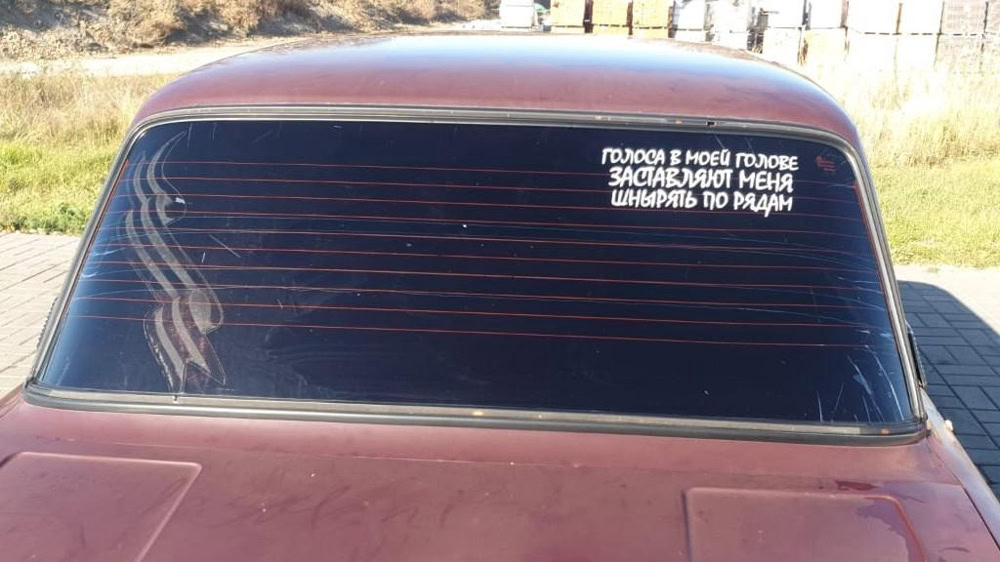 ГОЛОСА В МОЕЙ ГОЛОВЕ
ЗАСТАВЛЯЮТ МЕНЯ
ШНЫРЯТЬ ПО РЯДАМ